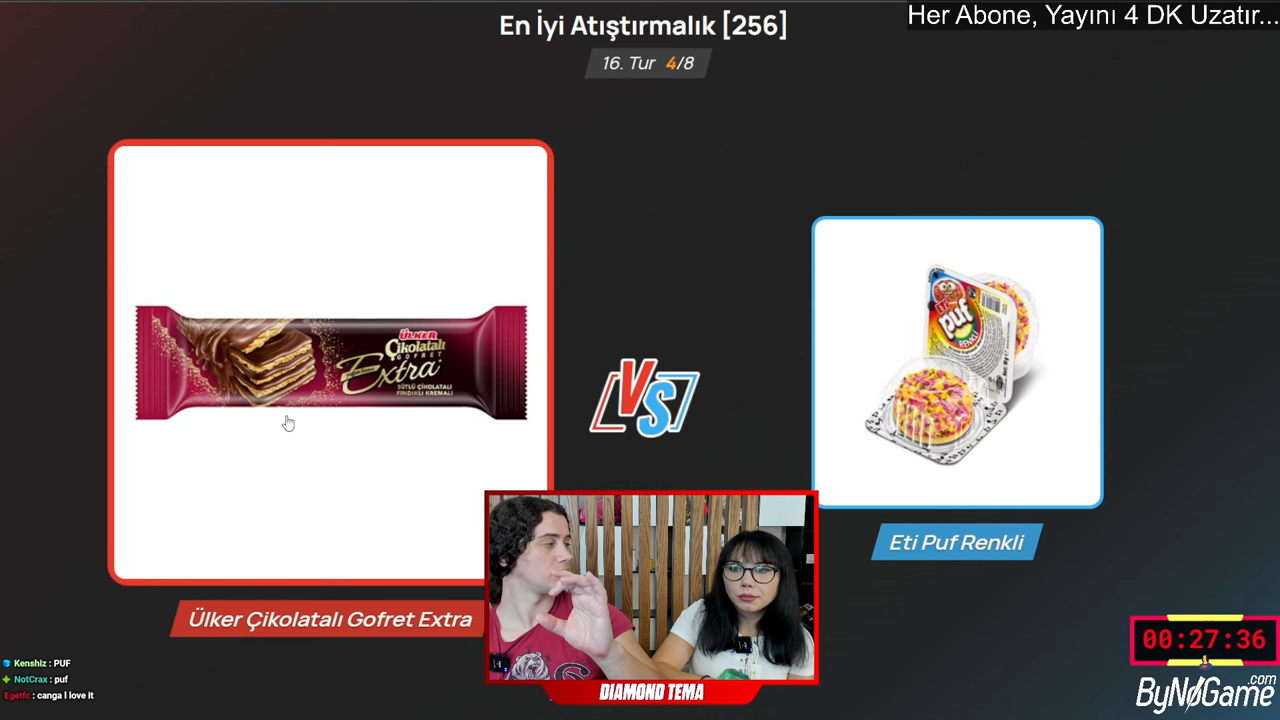 En İyi Atıştırmalık [256]
Her Abone, Yayını 4 DK Uzatır...
16. Tur 4/8
ÜLKER
Çikolatalı
GOFRET
Extra
SÜTLÜ ÇİKOLATALI
FINDIKLI KREMALI
VS
ETİ
puf
RENKLİ
Eti Puf Renkli
Ülker Çikolatalı Gofret Extra
00:27:36
Kenshiz : PUF
NotCrax : puf
Egetfc : canga I love it
DIAMOND TEMA
ByNoGame.com